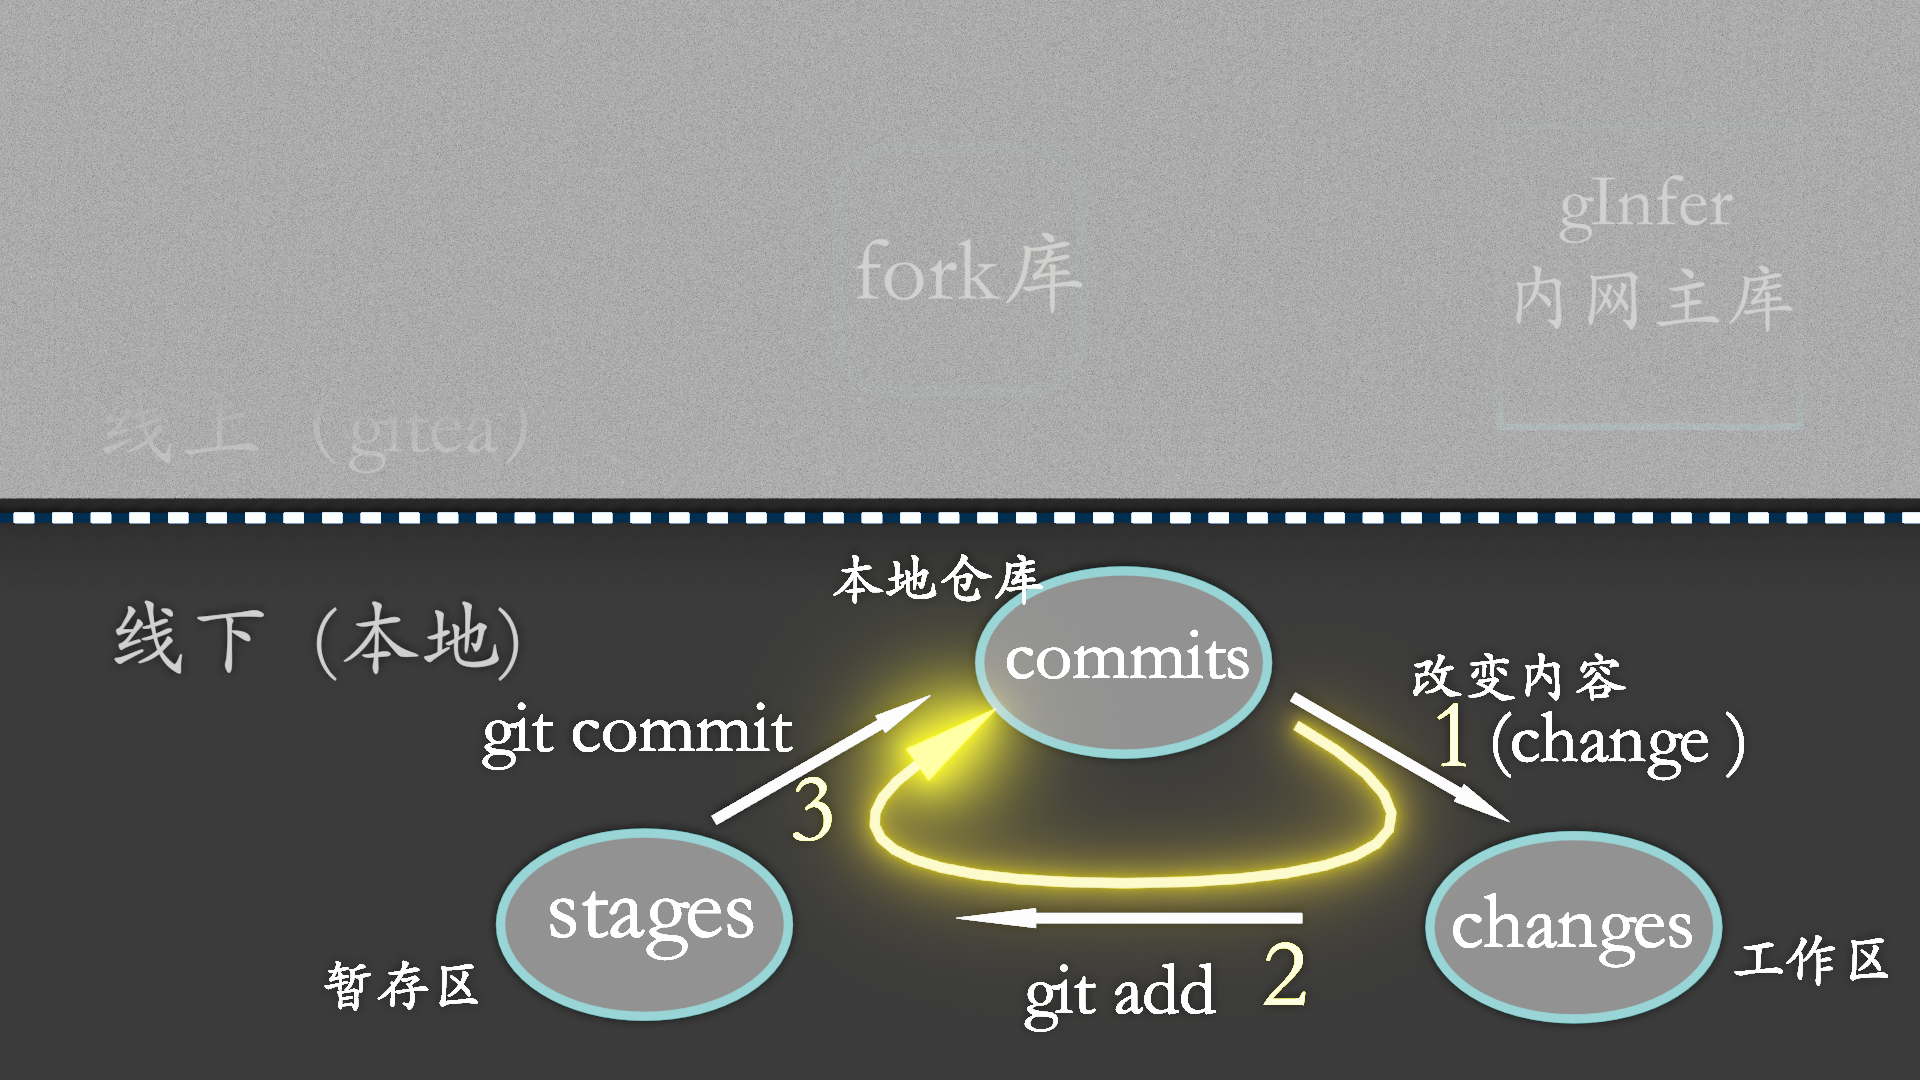 gInfer
fork库
内网主库
线上（gitea）
本地仓库
线下（本地）
commits
改变内容
1 (change )
git commit
3
stages
changes
工作区
暂存区
git add 2